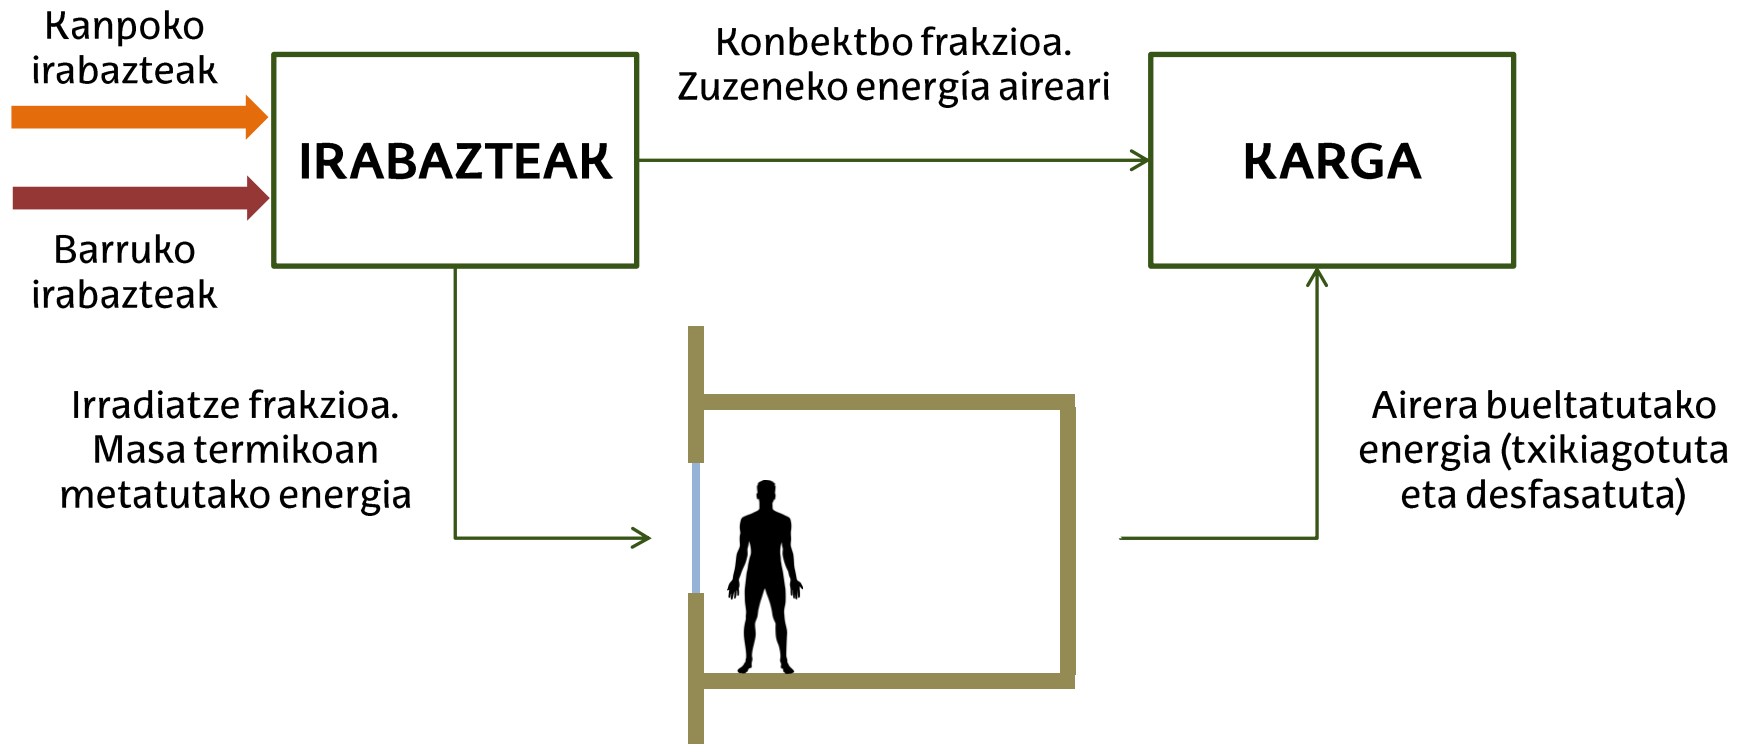 Kanpoko
irabazteak
Barruko
irabazteak
IRABAZTEAK
Konbektbo frakzioa.
Zuzeneko energía aireari
KARGA
Irradiatze frakzioa.
Masa termikoan
metatutako energia
Airera bueltatutako
energia (txikiagotuta
eta desfasatuta)